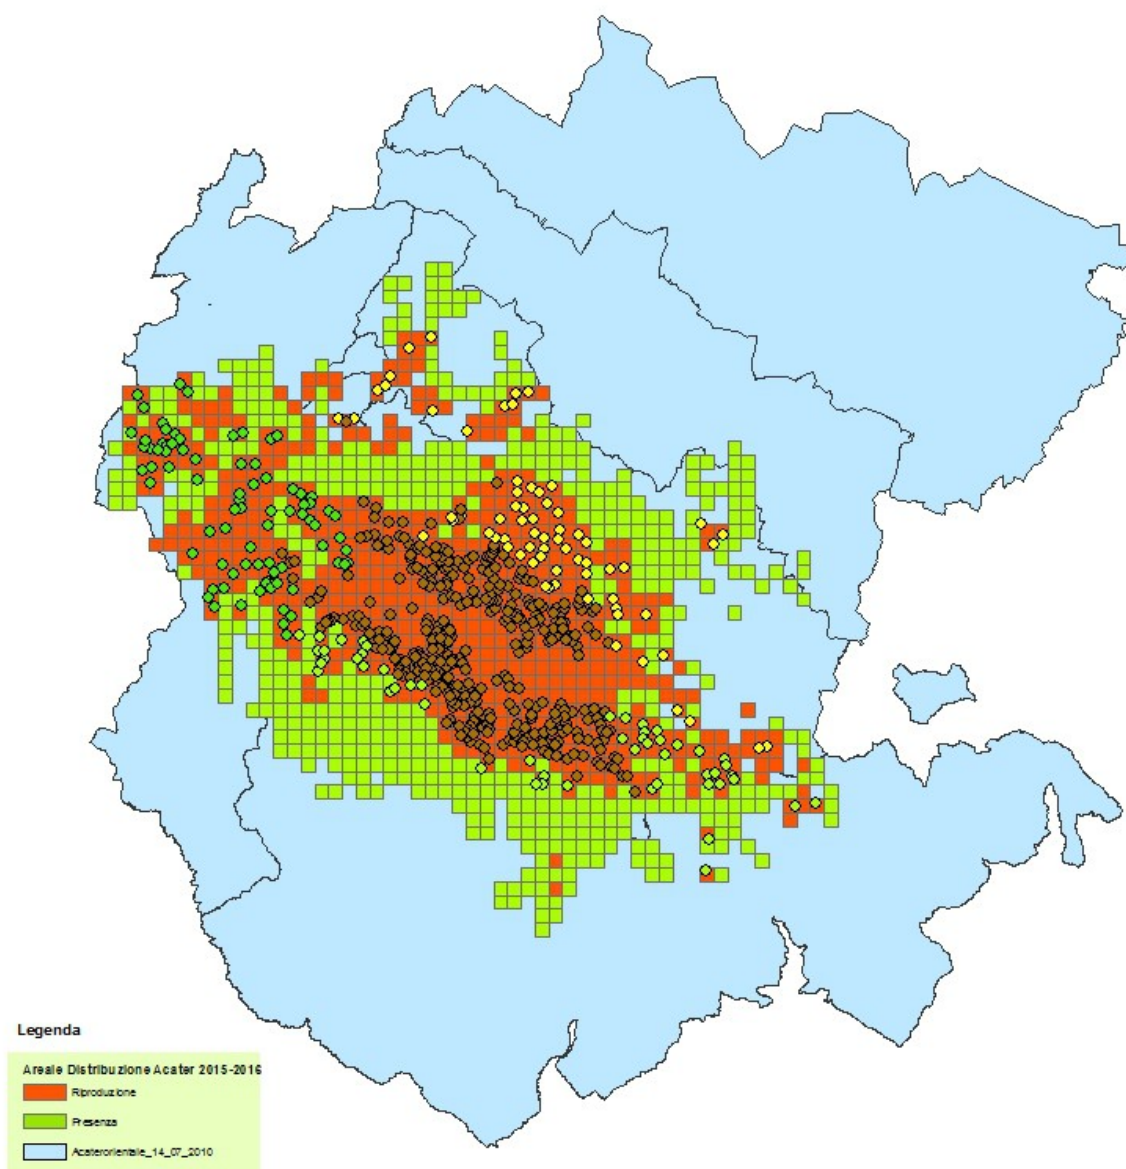 Legenda
Areale Distribuzione Acater 2015-2016
Riproduzione
Presenza
Acaterorientale_14_07_2010